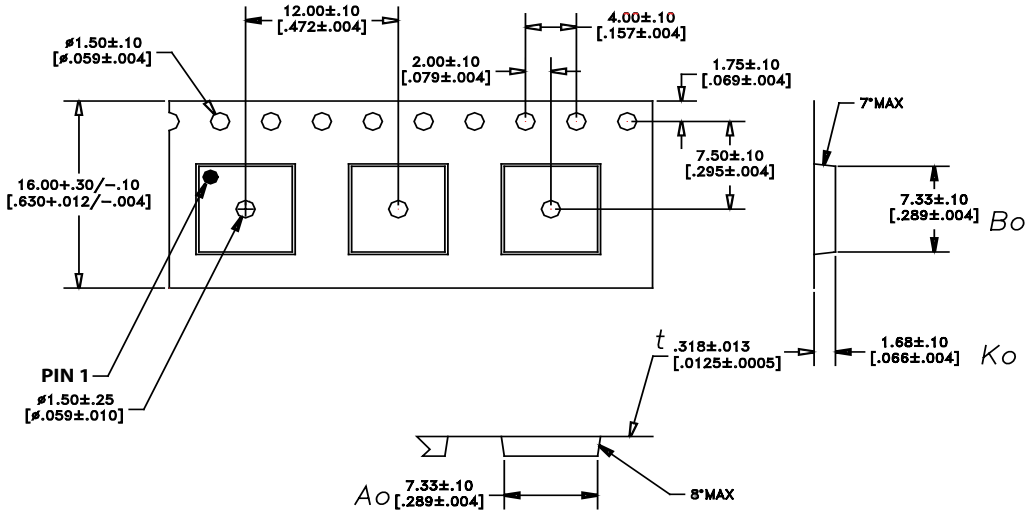 12.00±.10
[.472±.004]
4.00±.10
[.157±.004]
ø1.50±.10
[ø.059±.004]
2.00±.10
[.079±.004]
1.75±.10
[.069±.004]
7°MAX
7.50±.10
[.295±.004]
16.00+.30/-.10
[.630+.012/-.004]
7.33±.10
[.289±.004]
Bo
t
.318±.013
[.0125±.0005]
1.68±.10
[.066±.004]
Ko
PIN 1
ø1.50±.25
[ø.059±.010]
Ao
7.33±.10
[.289±.004]
8°MAX